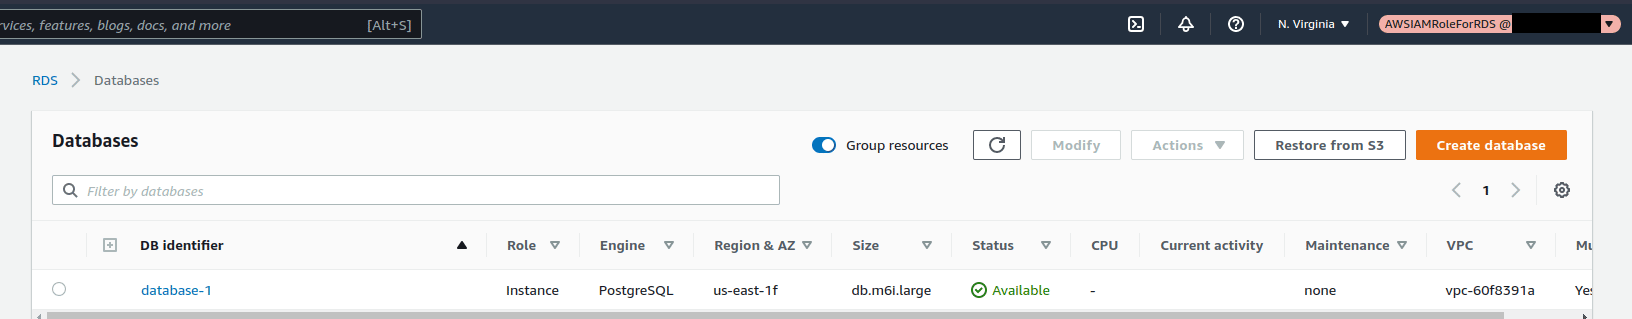 rvices, features, blogs, docs, and more [Alt+S] N. Virginia AWSIAMRoleForRDS @
RDS Databases
Databases Group resources Modify Actions Restore from S3 Create database
Filter by databases 1
DB identifier Role Engine Region & AZ Size Status CPU Current activity Maintenance VPC Mu
database-1 Instance PostgreSQL us-east-1f db.m6i.large Available - none vpc-60f8391a Yes